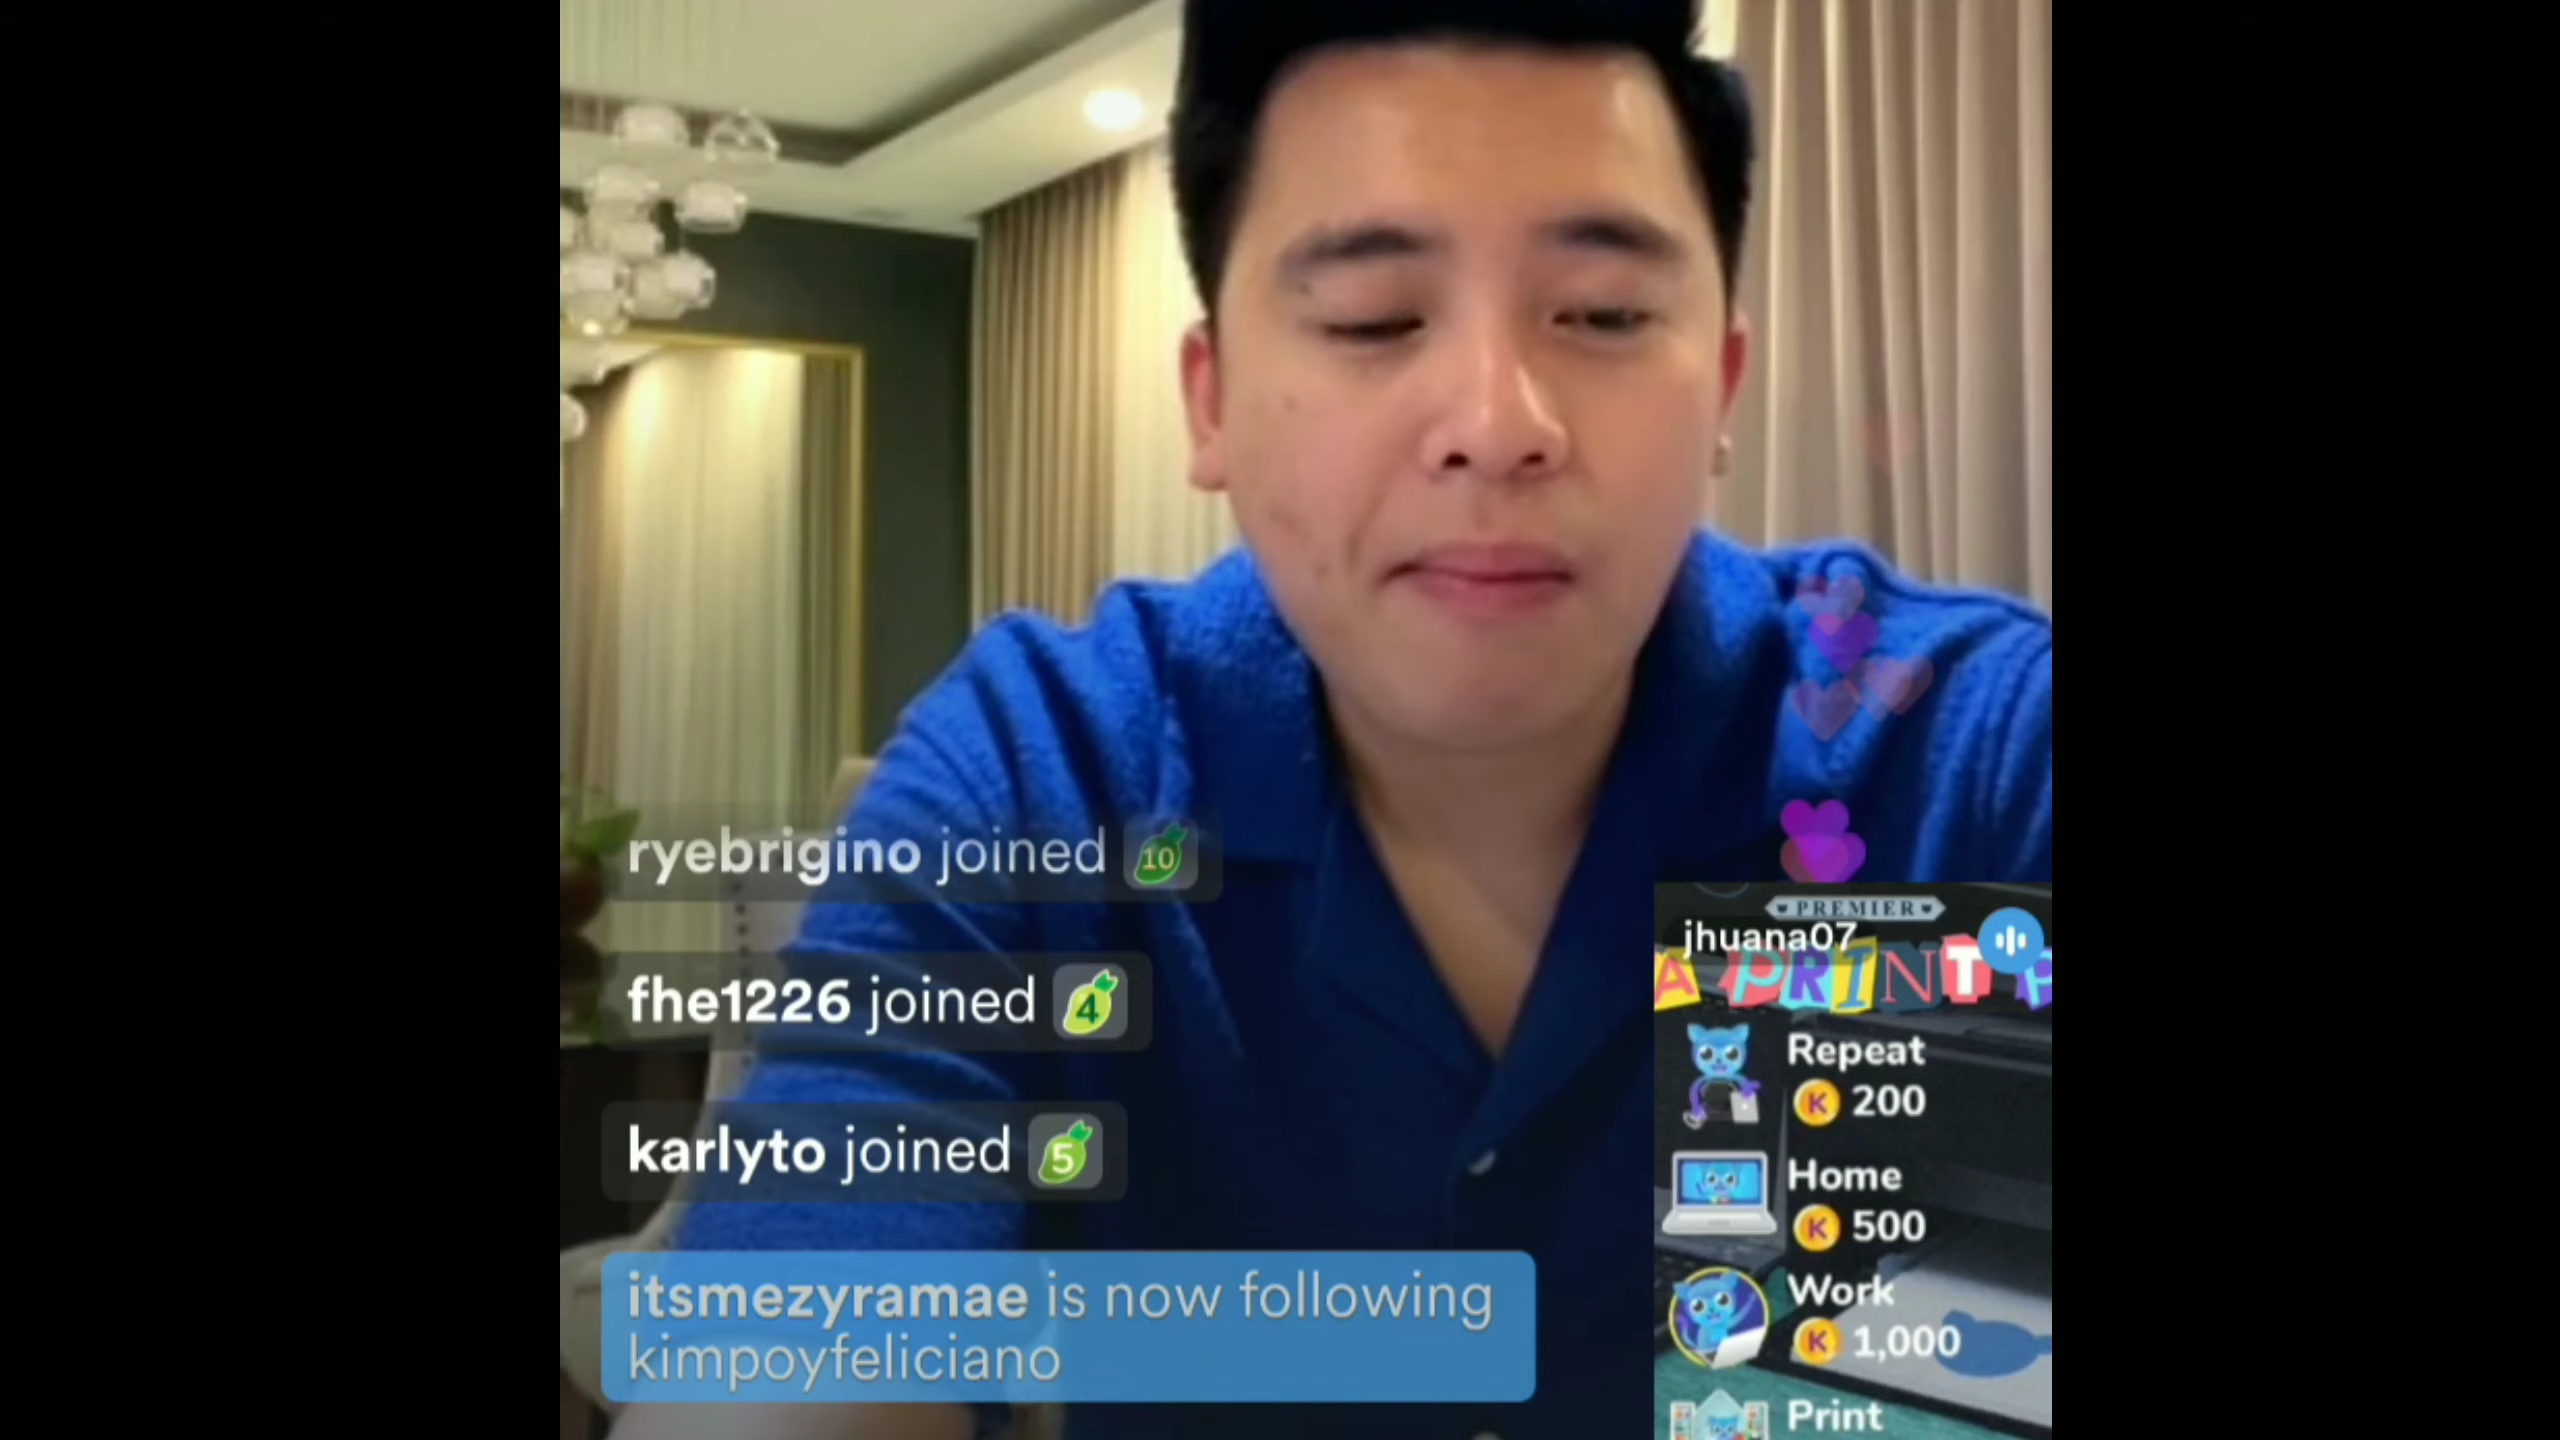 ryebrigino joined 10
fhe1226 joined 4
karlyto joined 5
itsmezyramae is now following
kimpoyfeliciano
PREMIER
jhuana07
A PRINT P
Repeat
K 200
Home
K 500
Work
K 1,000
Print